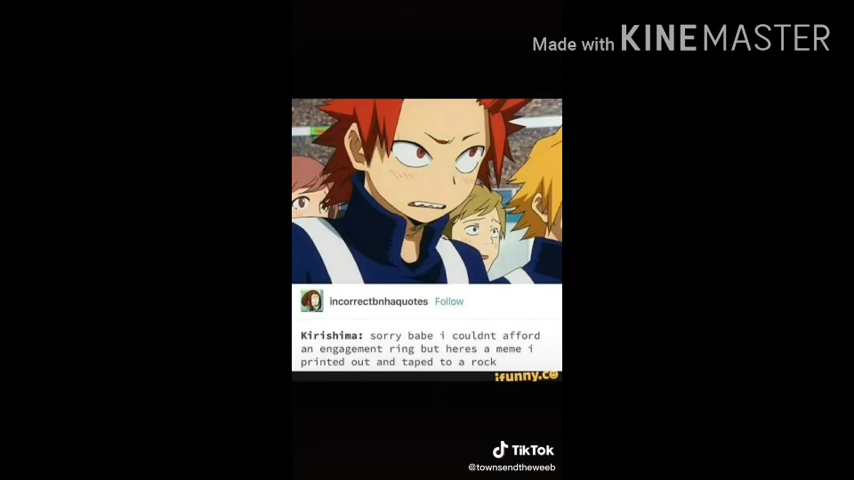 Made with KINEMASTER
incorrectbnhaquotes Follow
Kirishima: sorry babe i couldnt afford
an engagement ring but heres a meme i
printed out and taped to a rock
ifunny.co
TikTok
@townsendtheweeb